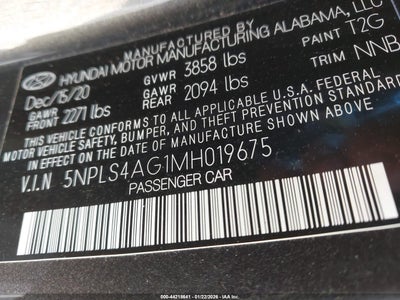 MANUFACTURED BY
HYUNDAI MOTOR MANUFACTURING ALABAMA, LLC
Dec/15/20 GVWR 3858 lbs PAINT T2G
GAWR FRONT 2271 lbs GAWR REAR 2094 lbs TRIM NNB
THIS VEHICLE CONFORMS TO ALL APPLICABLE U.S.A. FEDERAL
MOTOR VEHICLE SAFETY, BUMPER, AND THEFT PREVENTION STANDARDS
IN EFFECT ON THE DATE OF MANUFACTURE SHOWN ABOVE.
V.I.N 5NPLS4AG1MH019675
PASSENGER CAR
000-44218641 - 01/22/2026 - IAA Inc.